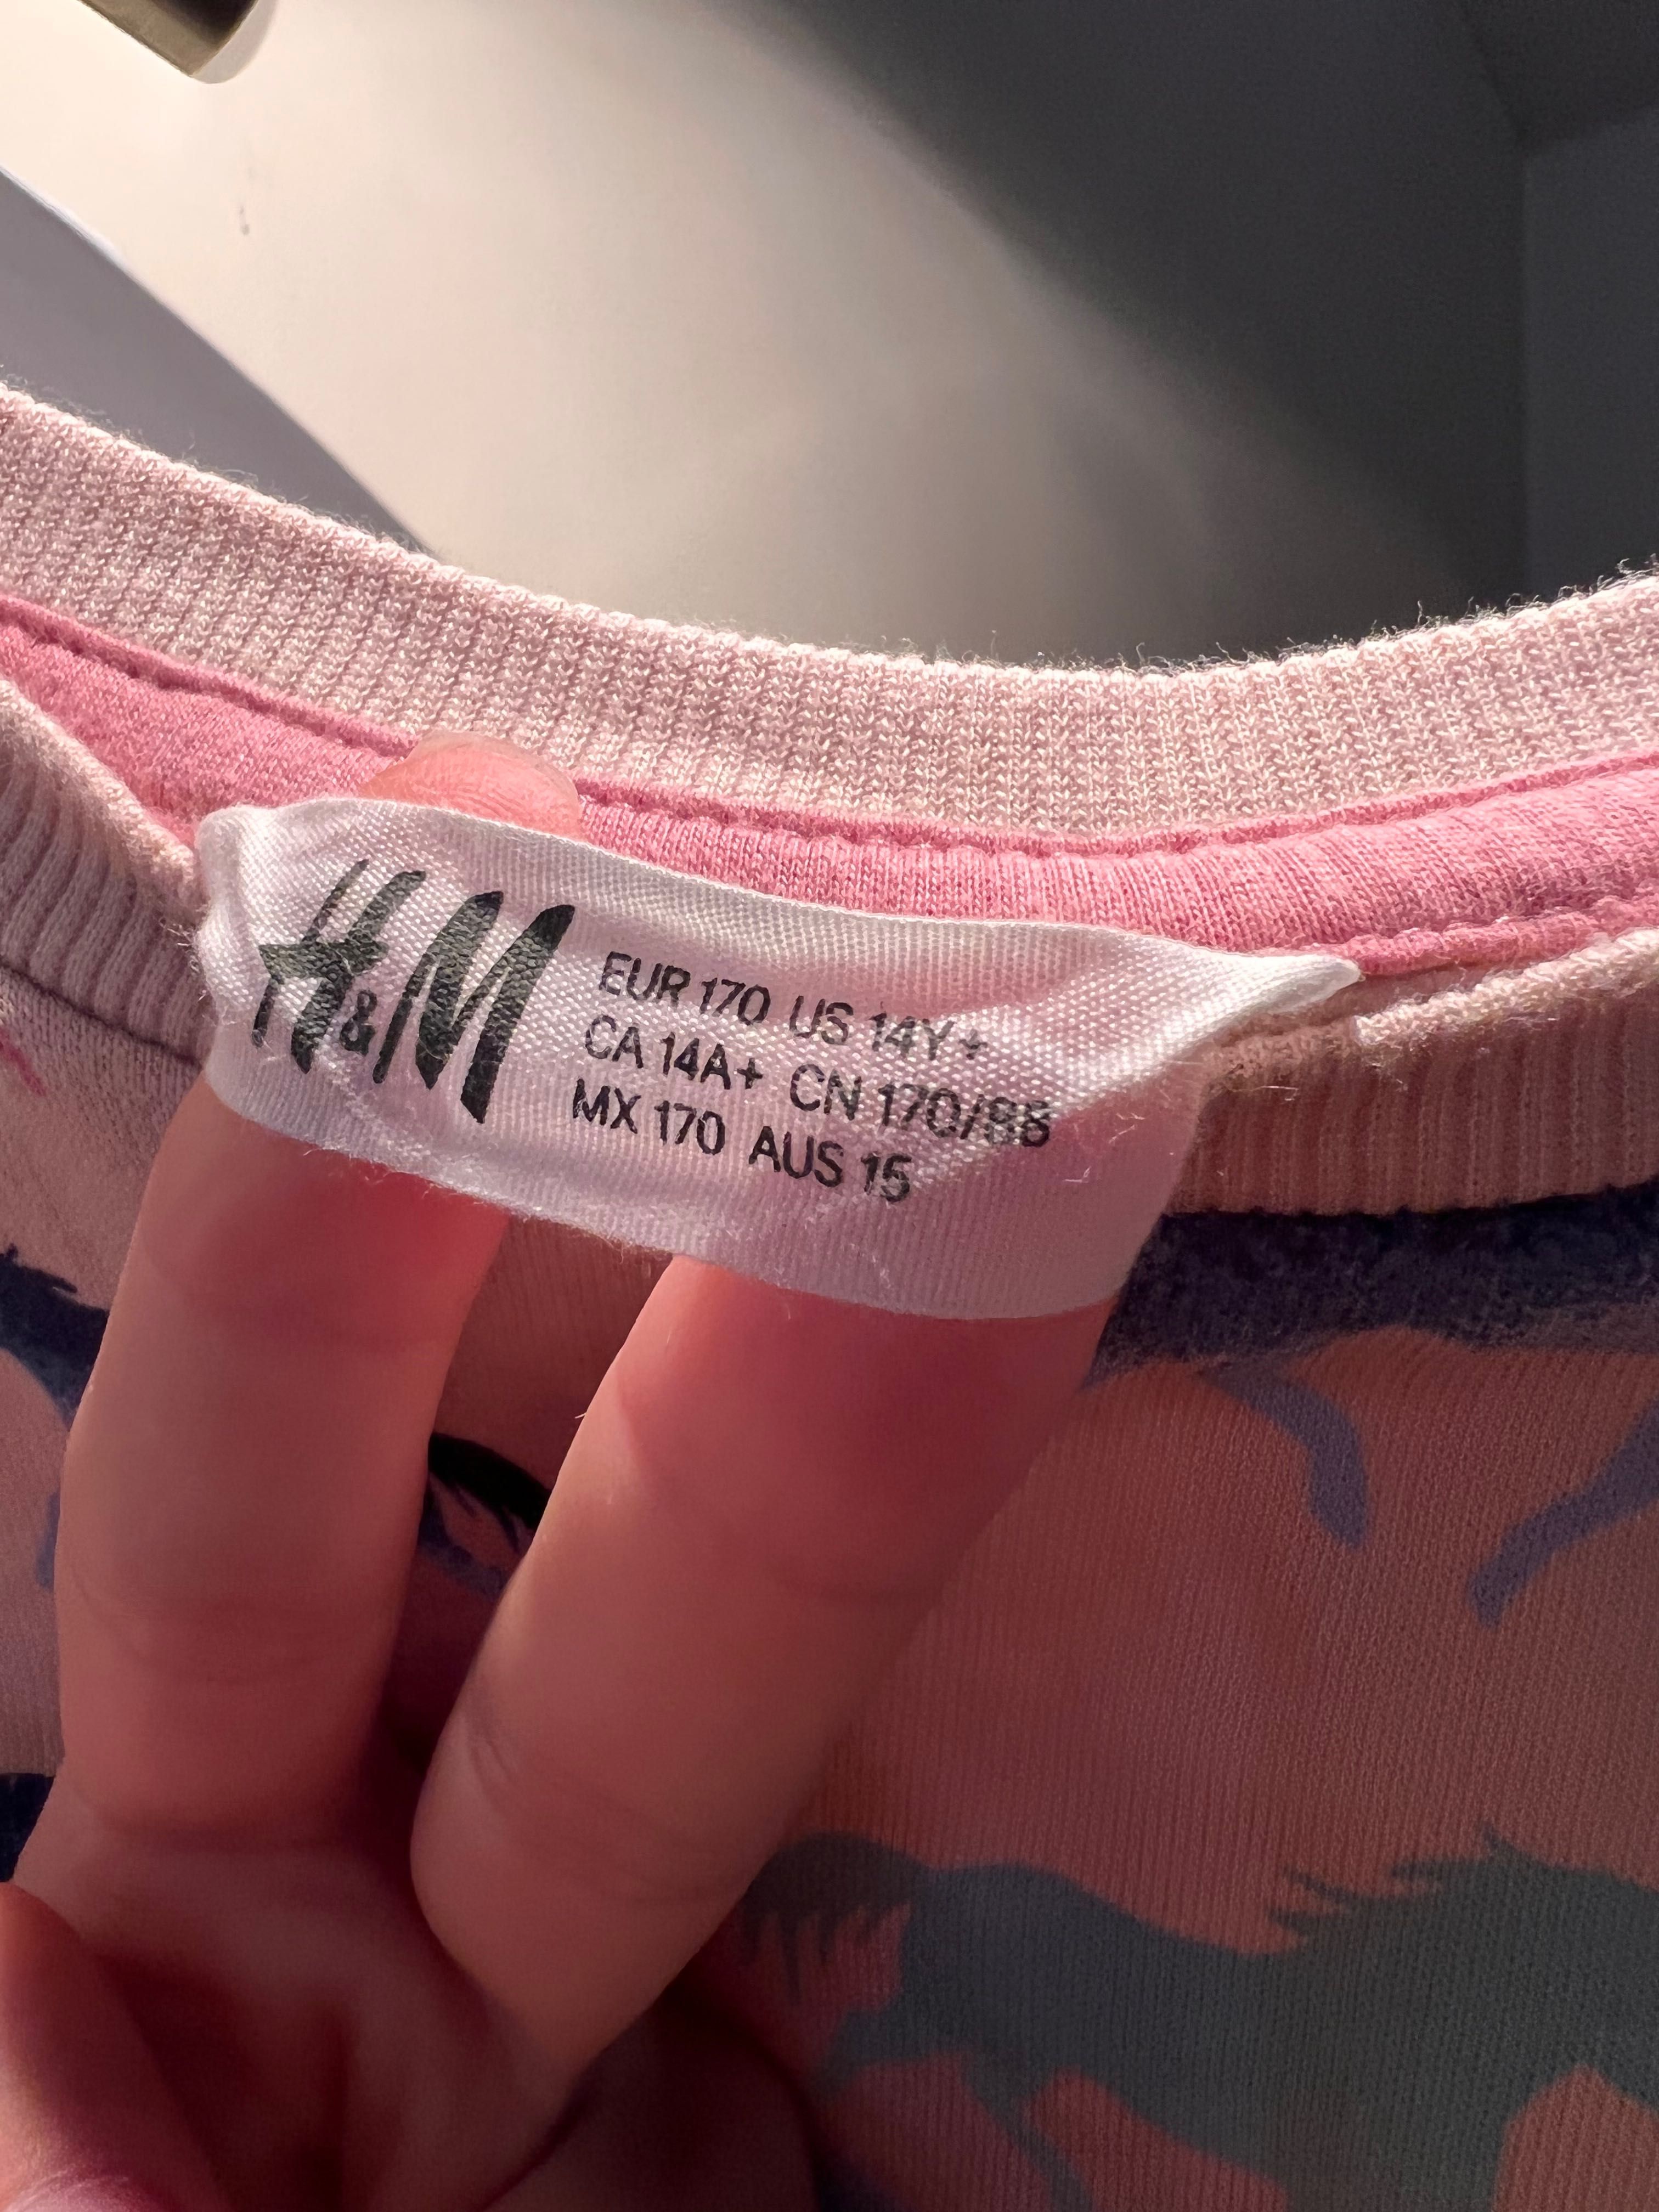 H&M
EUR 170 US 14Y+
CA 14A+ CN 170/88
MX 170 AUS 15